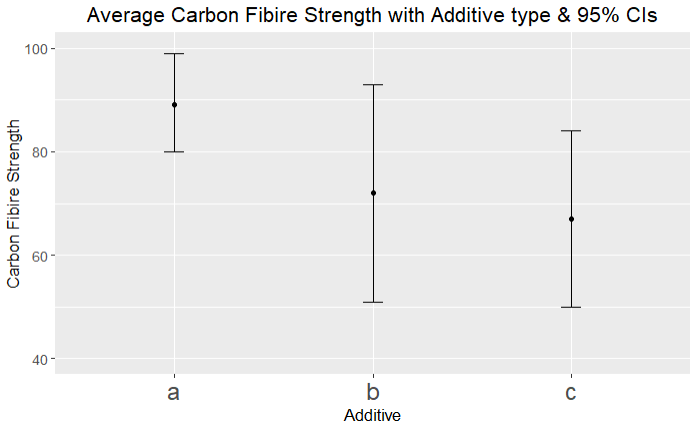 Average Carbon Fibire Strength with Additive type & 95% CIs
Carbon Fibire Strength
100
80
60
40
a b c
Additive